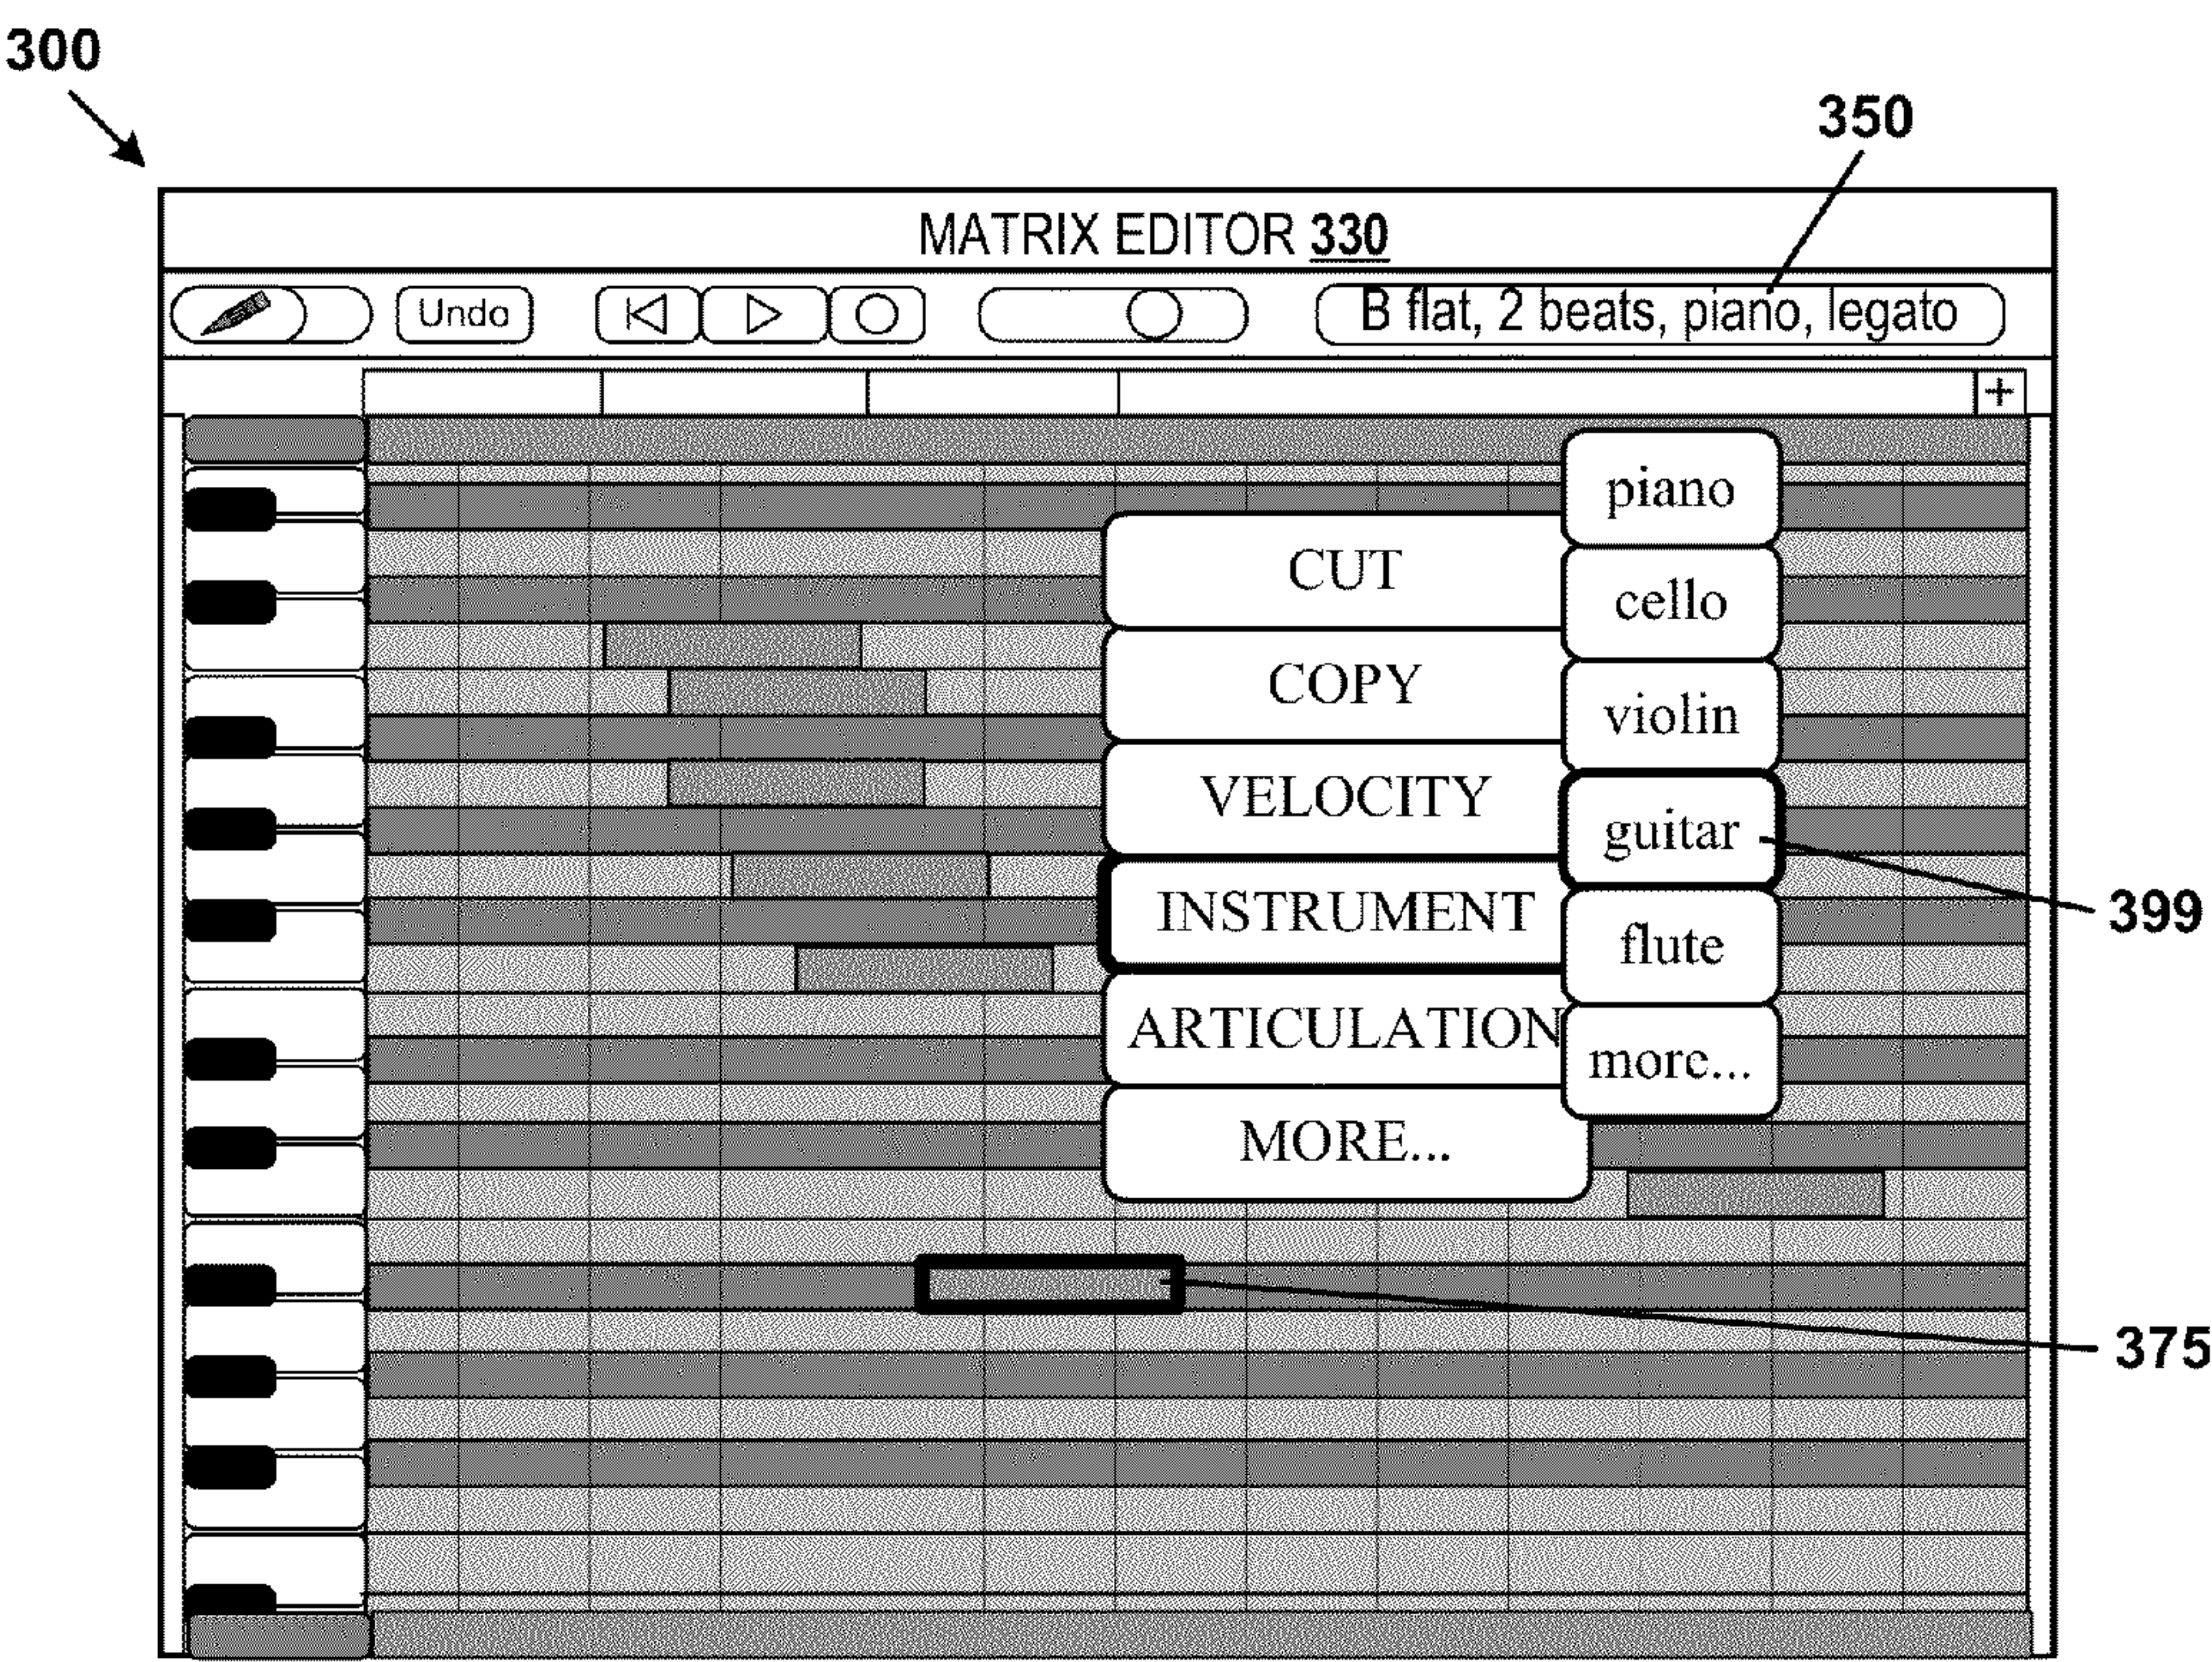 300
350
MATRIX EDITOR 330
Undo
B flat, 2 beats, piano, legato
+
piano
CUT
cello
COPY
violin
VELOCITY
guitar
INSTRUMENT
399
flute
ARTICULATION
more...
MORE...
375